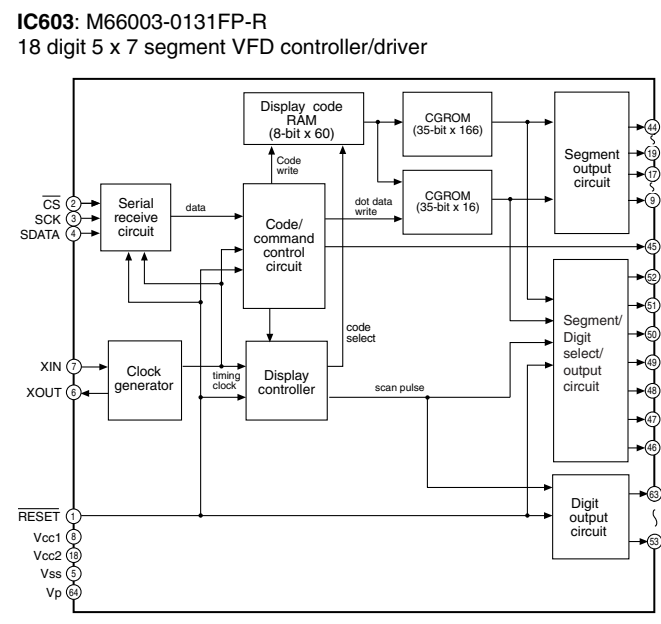 IC603: M66003-0131FP-R
18 digit 5 x 7 segment VFD controller/driver
Display code
RAM
(8-bit x 60)
CGROM
(35-bit x 166)
Segment
output
circuit
44
19
17
9
Code
write
CS
2
SCK
3
SDATA
4
Serial
receive
circuit
data
Code/
command
control
circuit
dot data
write
CGROM
(35-bit x 16)
45
Segment/
Digit
select/
output
circuit
52
51
50
49
48
47
46
code
select
XIN
7
XOUT
6
Clock
generator
timing
clock
Display
controller
scan pulse
Digit
output
circuit
63
53
RESET
1
Vcc1
8
Vcc2
18
Vss
5
Vp
64